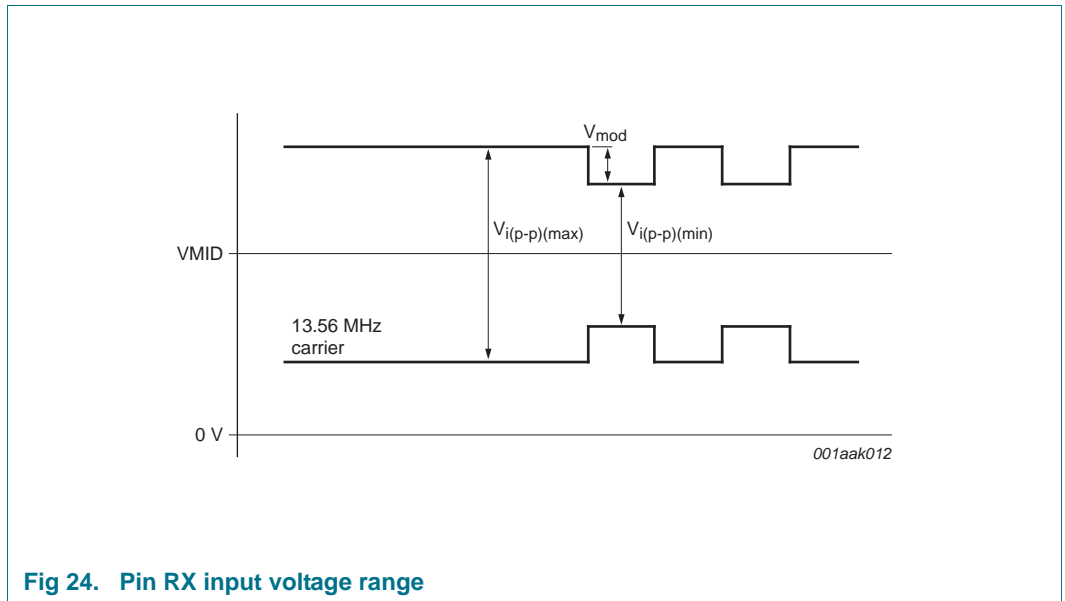 Vmod
Vi(p-p)(max)
Vi(p-p)(min)
VMID
13.56 MHz
carrier
0 V
001aak012
Fig 24. Pin RX input voltage range